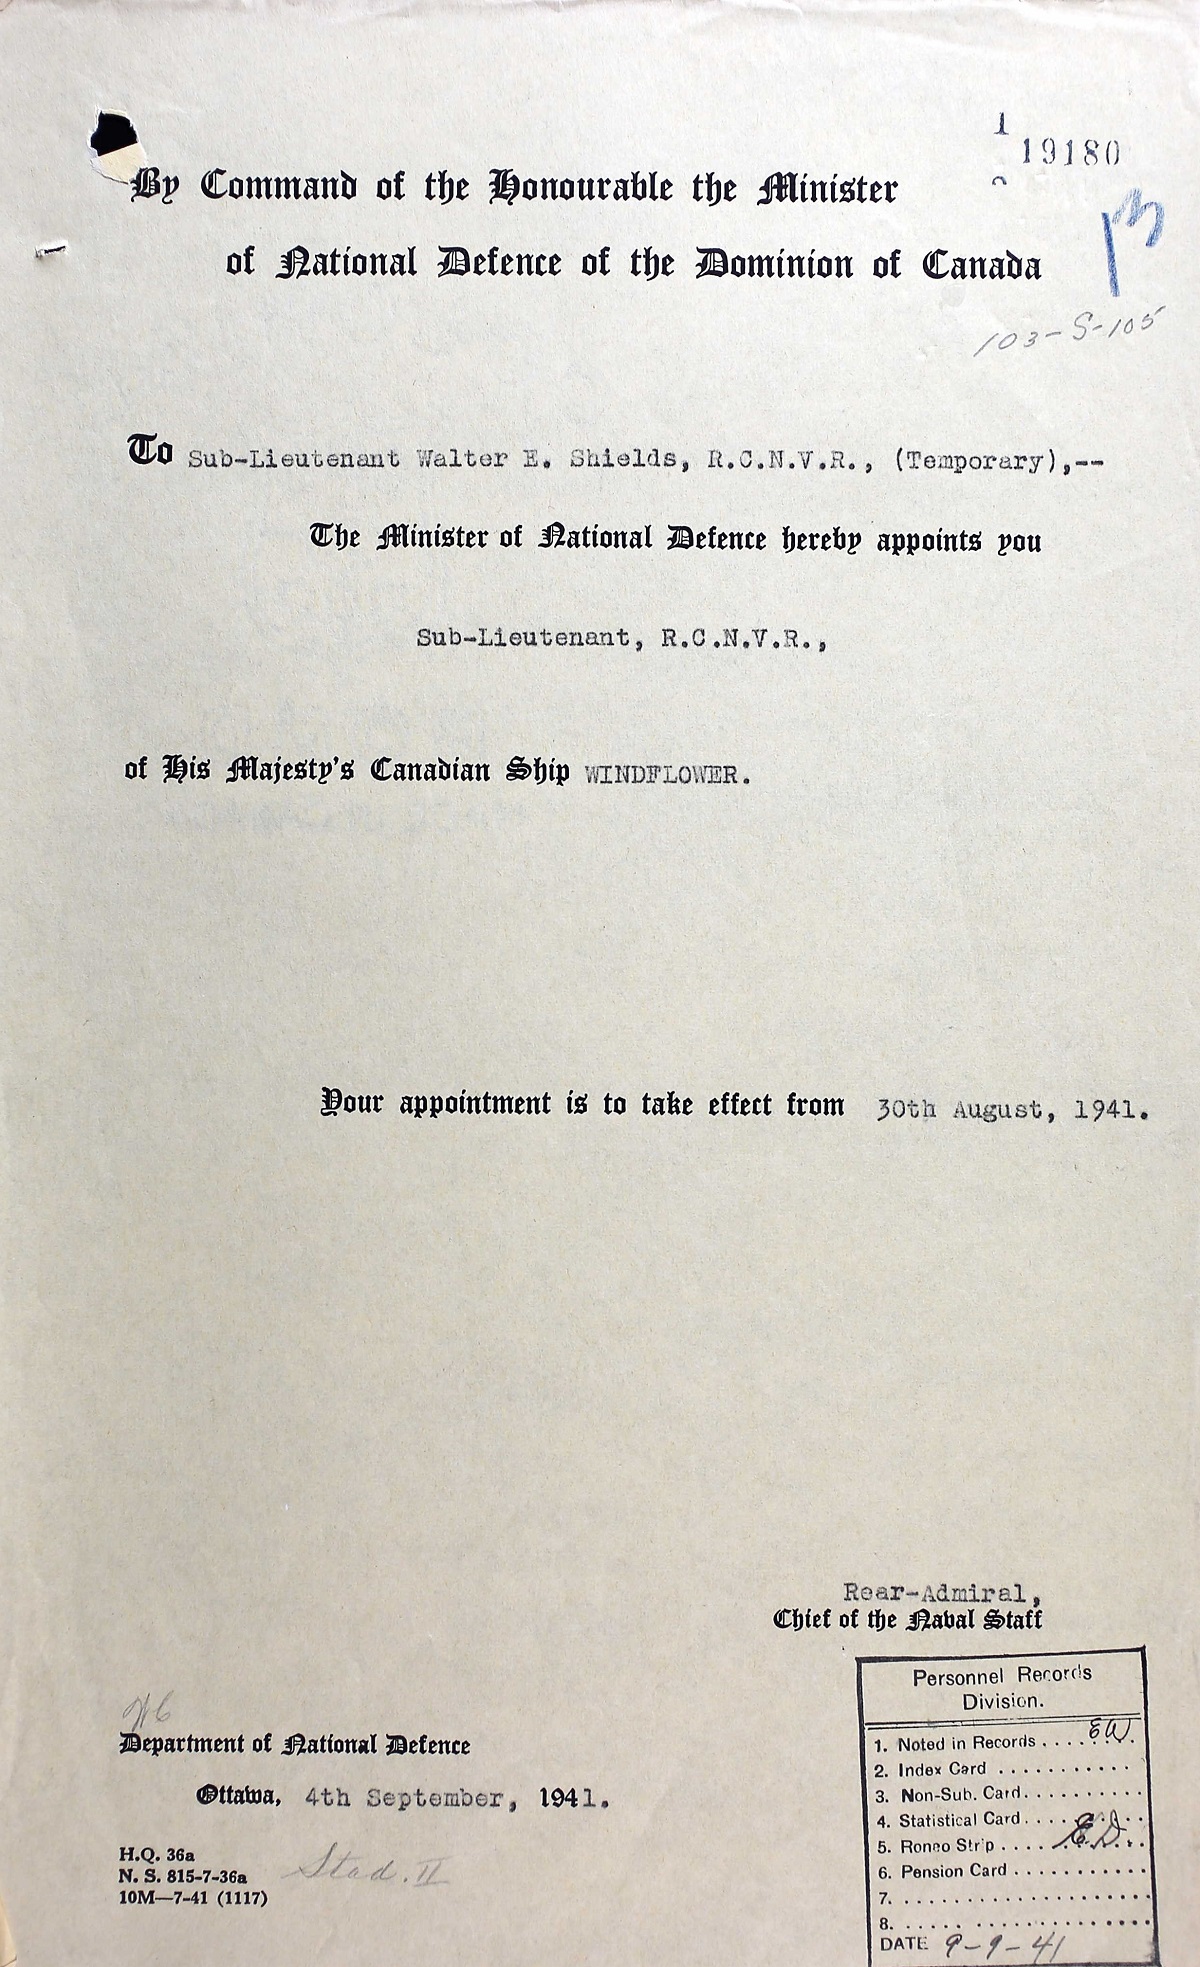 1
19180
By Command of the Honourable the Minister
of National Defence of the Dominion of Canada
103-S-105
To Sub-Lieutenant Walter E. Shields, R.C.N.V.R., (Temporary),--
The Minister of National Defence hereby appoints you
Sub-Lieutenant, R.C.N.V.R.,
of His Majesty's Canadian Ship WINDFLOWER.
Your appointment is to take effect from 30th August, 1941.
Rear-Admiral,
Chief of the Naval Staff
Department of National Defence
Ottawa, 4th September, 1941.
H.Q. 36a
N. S. 815-7-36a
10M—7-41 (1117)
Stad. II
Personnel Records
Division.
1. Noted in Records .... EW.
2. Index Card ...........
3. Non-Sub. Card..........
4. Statistical Card..........
5. Roneo Strip .... E.D...
6. Pension Card ...........
7. ....................
8. ....................
DATE 9-9-41